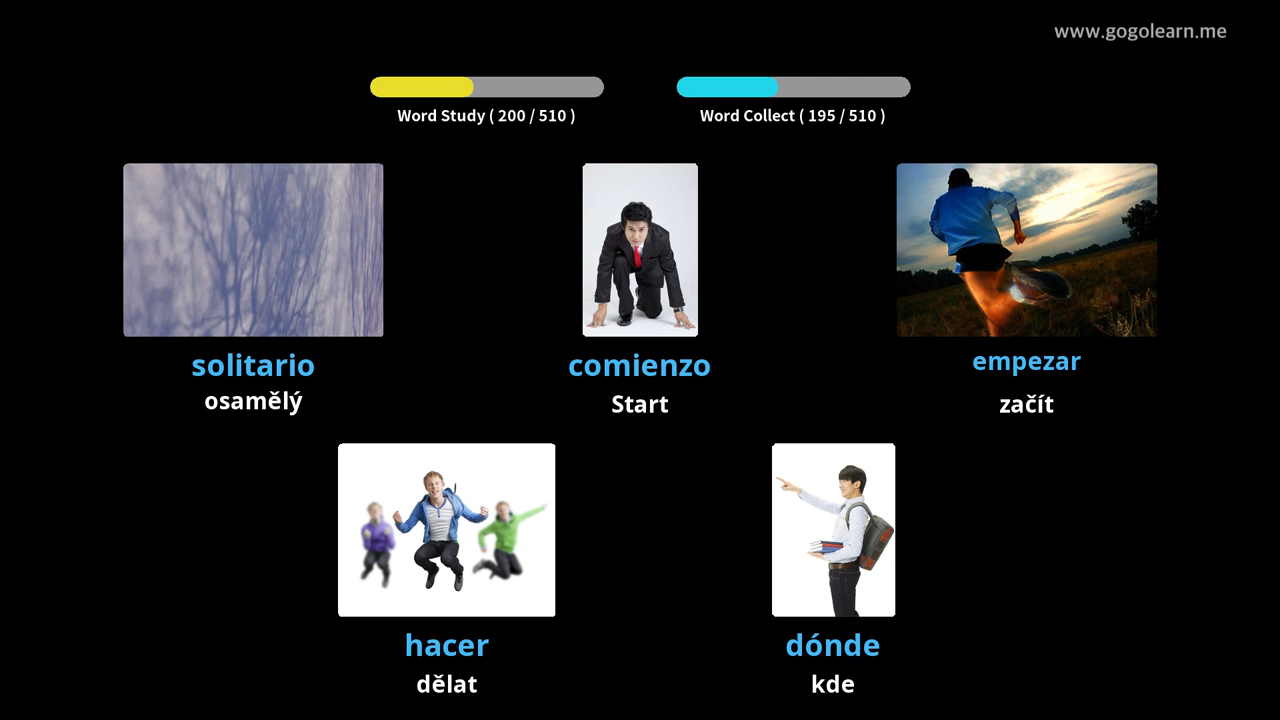 www.gogolearn.me
Word Study ( 200 / 510 )
Word Collect ( 195 / 510 )
solitario
osamělý
comienzo
Start
empezar
začít
hacer
dělat
dónde
kde